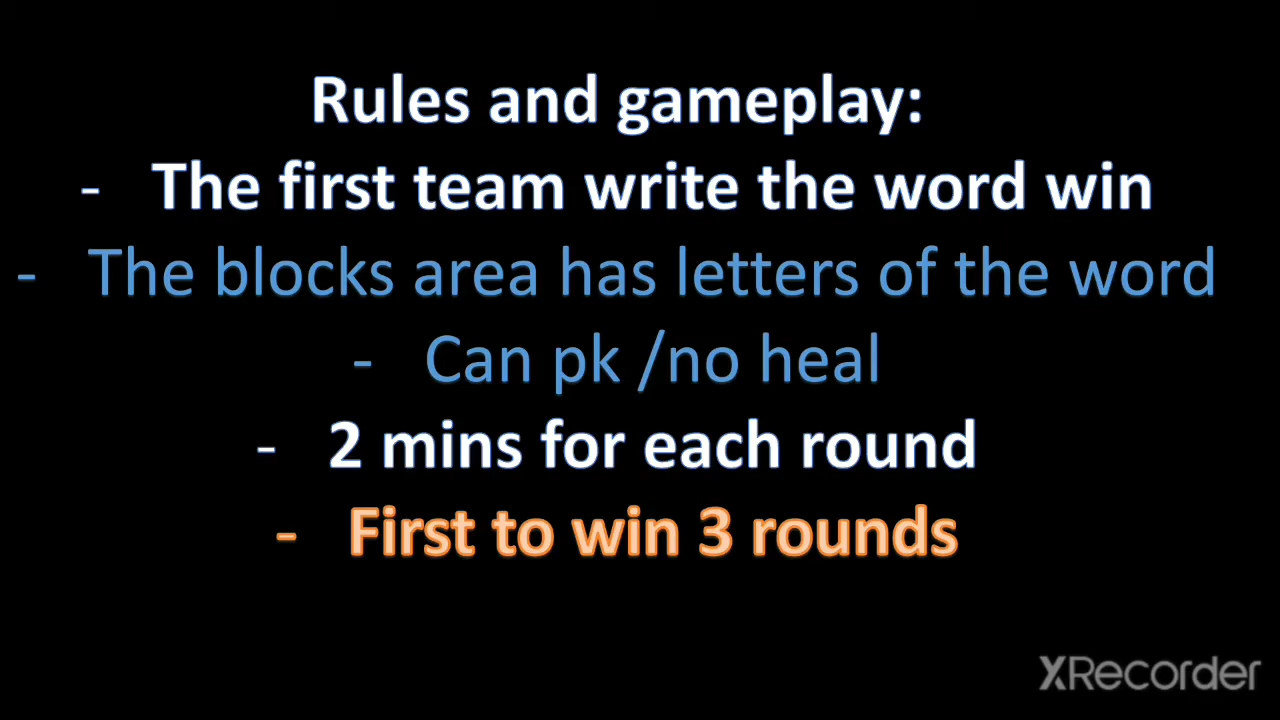 Rules and gameplay:
- The first team write the word win
- The blocks area has letters of the word
- Can pk /no heal
- 2 mins for each round
- First to win 3 rounds
XRecorder